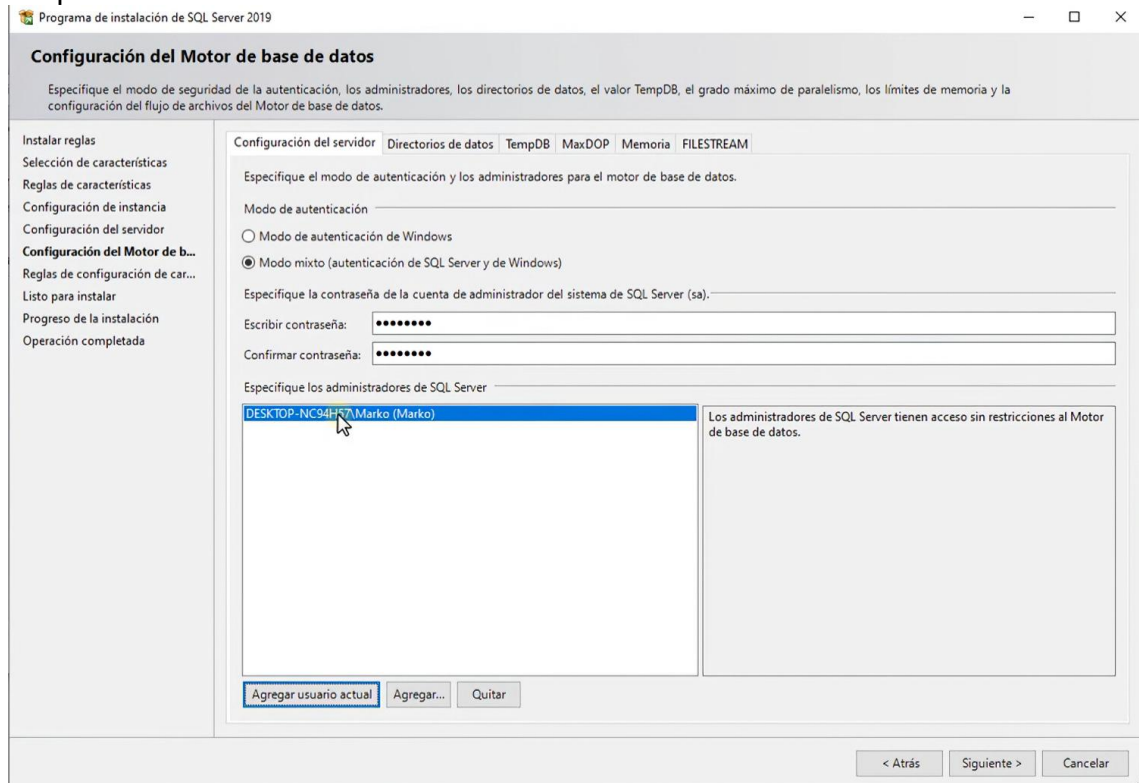 Programa de instalación de SQL Server 2019
Configuración del Motor de base de datos
Especifique el modo de seguridad de la autenticación, los administradores, los directorios de datos, el valor TempDB, el grado máximo de paralelismo, los límites de memoria y la
configuración del flujo de archivos del Motor de base de datos.
Instalar reglas
Selección de características
Reglas de características
Configuración de instancia
Configuración del servidor
Configuración del Motor de b...
Reglas de configuración de car...
Listo para instalar
Progreso de la instalación
Operación completada
Configuración del servidor Directorios de datos TempDB MaxDOP Memoria FILESTREAM
Especifique el modo de autenticación y los administradores para el motor de base de datos.
Modo de autenticación
Modo de autenticación de Windows
Modo mixto (autenticación de SQL Server y de Windows)
Especifique la contraseña de la cuenta de administrador del sistema de SQL Server (sa).
Escribir contraseña: ●●●●●●●●
Confirmar contraseña: ●●●●●●●●
Especifique los administradores de SQL Server
DESKTOP-NC94H57\Marko (Marko)
Los administradores de SQL Server tienen acceso sin restricciones al Motor
de base de datos.
Agregar usuario actual Agregar... Quitar
< Atrás Siguiente > Cancelar